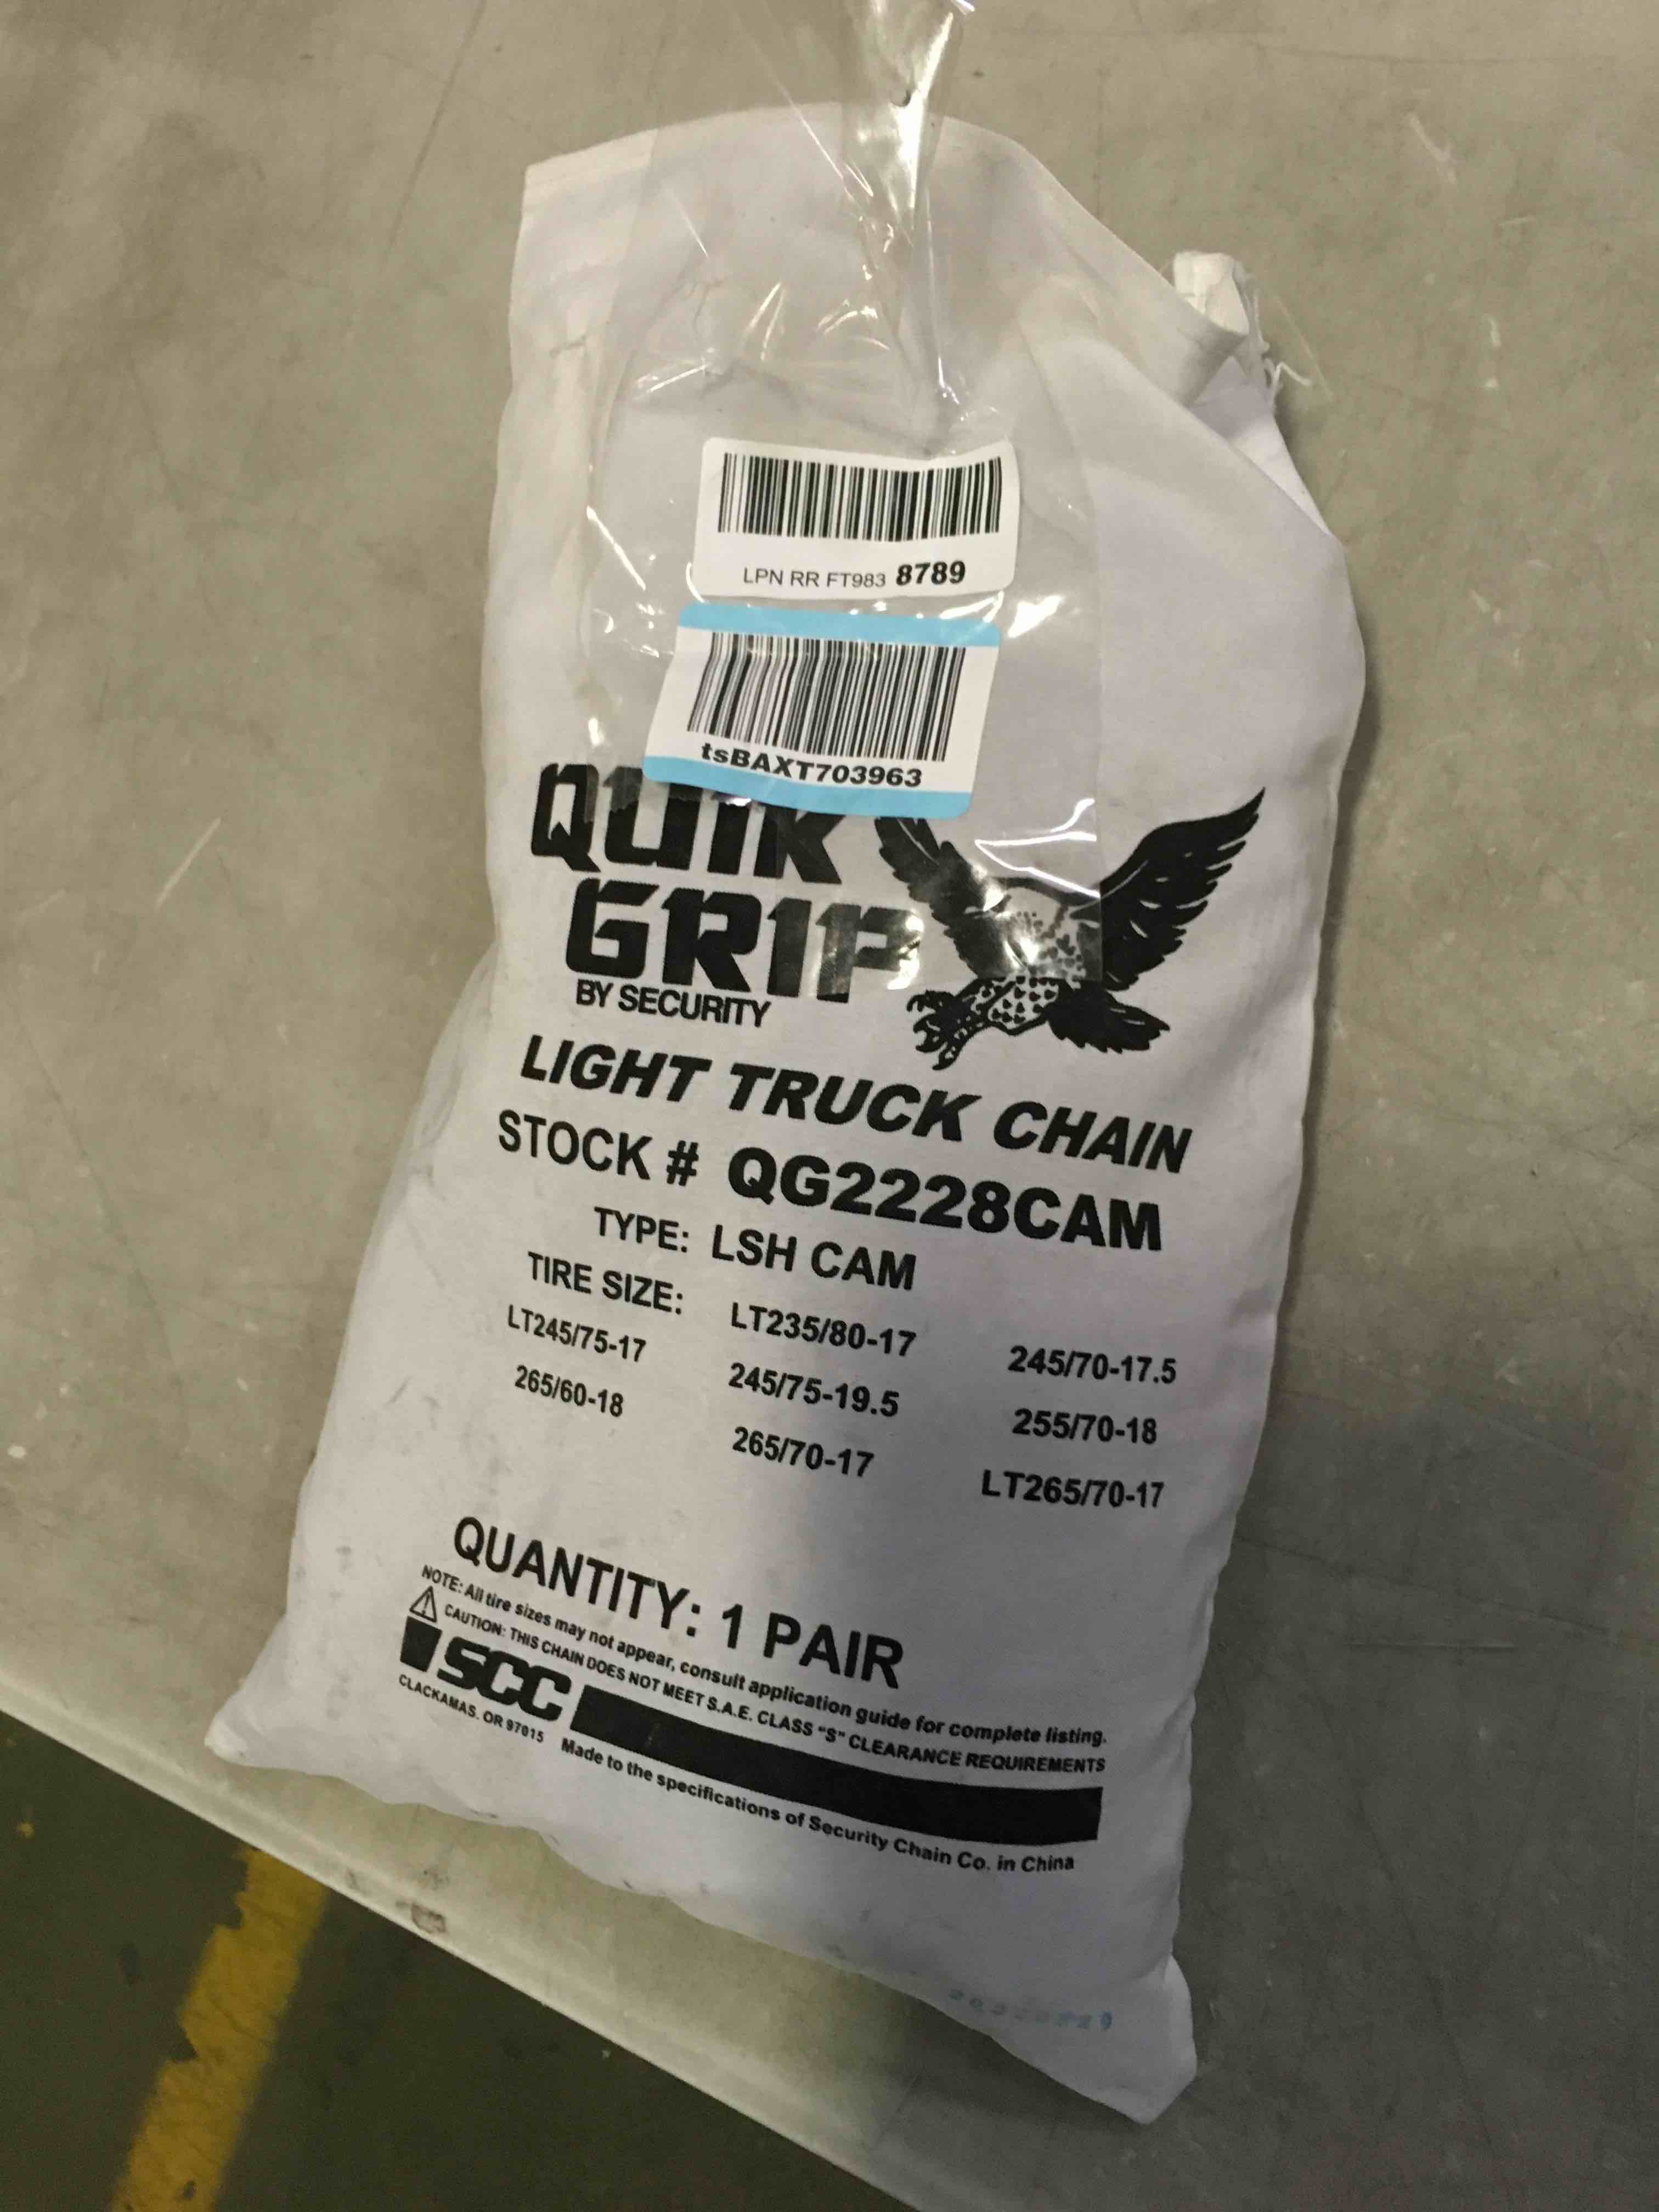 LPN RR FT983 8789
tsBAXT703963
QUIK
GRIP
BY SECURITY
LIGHT TRUCK CHAIN
STOCK # QG2228CAM
TYPE: LSH CAM
TIRE SIZE: LT235/80-17 245/70-17.5
LT245/75-17 245/75-19.5 255/70-18
265/60-18 265/70-17 LT265/70-17
QUANTITY: 1 PAIR
NOTE: All tire sizes may not appear, consult application guide for complete listing.
CAUTION: THIS CHAIN DOES NOT MEET S.A.E. CLASS "S" CLEARANCE REQUIREMENTS
SCC
CLACKAMAS, OR 97015 Made to the specifications of Security Chain Co. in China